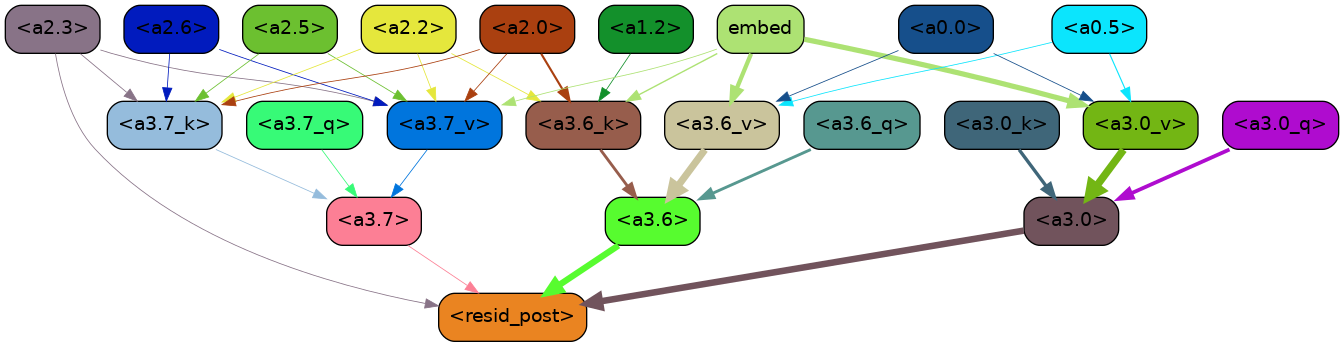 <a2.3> <a2.6> <a2.5> <a2.2> <a2.0> <a1.2> embed <a0.0> <a0.5>
<a3.7_k> <a3.7_q> <a3.7_v> <a3.6_k> <a3.6_v> <a3.6_q> <a3.0_k> <a3.0_v> <a3.0_q>
<a3.7> <a3.6> <a3.0>
<resid_post>